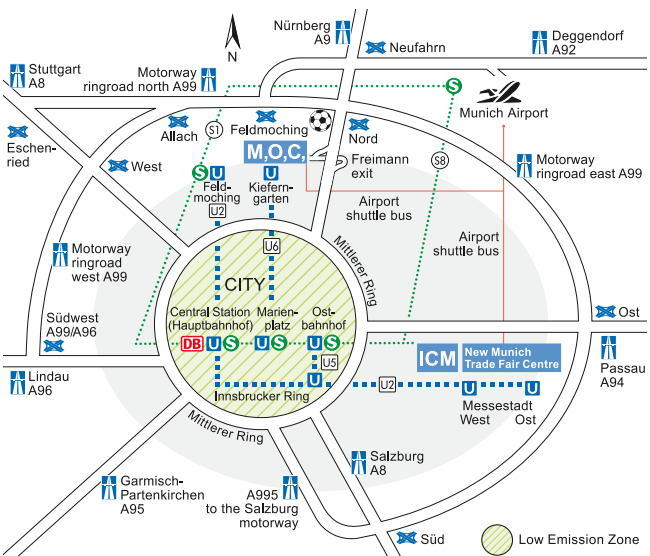 Nürnberg
A9
N
Neufahrn
Deggendorf
A92
Stuttgart
A8
Motorway
ringroad north A99
S
Munich Airport
Eschen-
ried
Allach
S1
Feldmoching
Nord
West
M,O,C,
Freimann
exit
S8
Motorway
ringroad east A99
S U
Feld-
moching
U
Kiefern-
garten
U2
Airport
shuttle bus
Airport
shuttle bus
U6
Mittlerer Ring
Motorway
ringroad
west A99
CITY
Südwest
A99/A96
Central Station
(Hauptbahnhof)
Marien-
platz
Ost-
bahnhof
Ost
DB U S
U S
U S
ICM
New Munich
Trade Fair Centre
Passau
A94
U5
U
Lindau
A96
Innsbrucker Ring
U2
U
U
Messestadt
West
Ost
Mittlerer Ring
Salzburg
A8
Garmisch-
Partenkirchen
A95
A995
to the Salzburg
motorway
Süd
Low Emission Zone